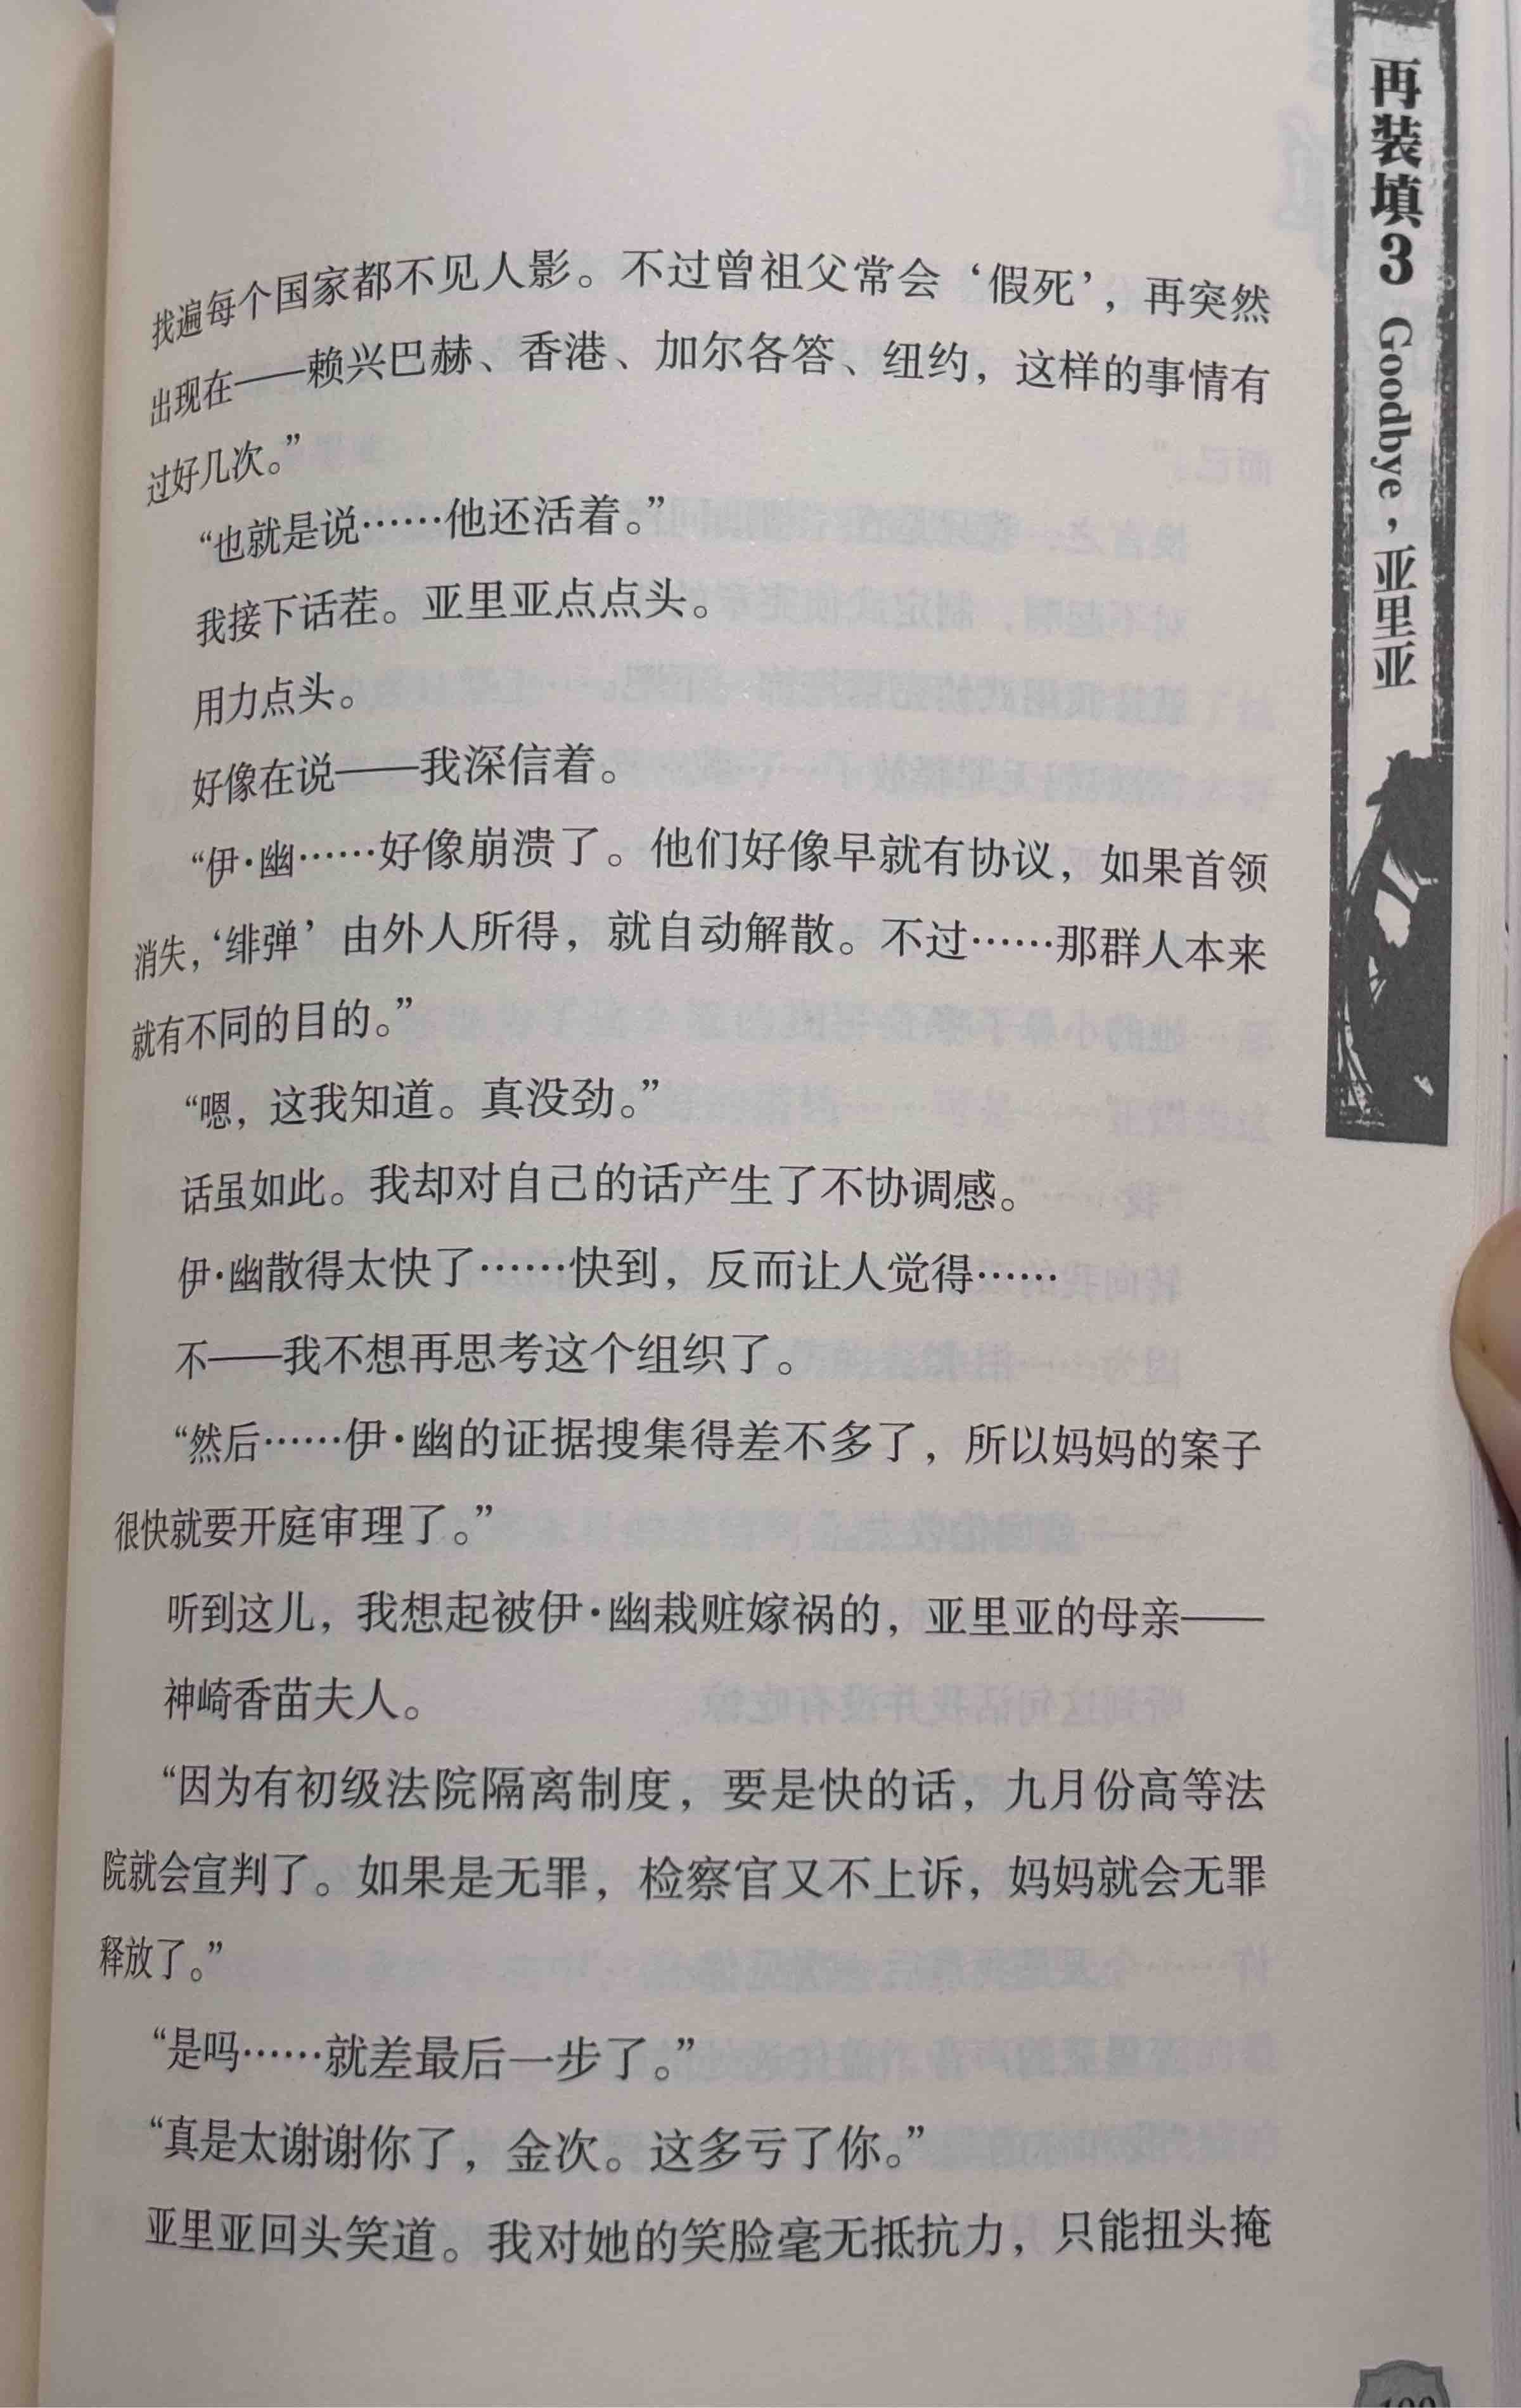 再装填3 Goodbye，亚里亚
找遍每个国家都不见人影。不过曾祖父常会‘假死’，再突然
出现在——赖兴巴赫、香港、加尔各答、纽约，这样的事情有
过好几次。”
“也就是说……他还活着。”
我接下话茬。亚里亚点点头。
用力点头。
好像在说——我深信着。
“伊·幽……好像崩溃了。他们好像早就有协议，如果首领
消失，‘绯弹’由外人所得，就自动解散。不过……那群人本来
就有不同的目的。”
“嗯，这我知道。真没劲。”
话虽如此。我却对自己的话产生了不协调感。
伊·幽散得太快了……快到，反而让人觉得……
不——我不想再思考这个组织了。
“然后……伊·幽的证据搜集得差不多了，所以妈妈的案子
很快就要开庭审理了。”
听到这儿，我想起被伊·幽栽赃嫁祸的，亚里亚的母亲——
神崎香苗夫人。
“因为有初级法院隔离制度，要是快的话，九月份高等法
院就会宣判了。如果是无罪，检察官又不上诉，妈妈就会无罪
释放了。”
“是吗……就差最后一步了。”
“真是太谢谢你了，金次。这多亏了你。”
亚里亚回头笑道。我对她的笑脸毫无抵抗力，只能扭头掩